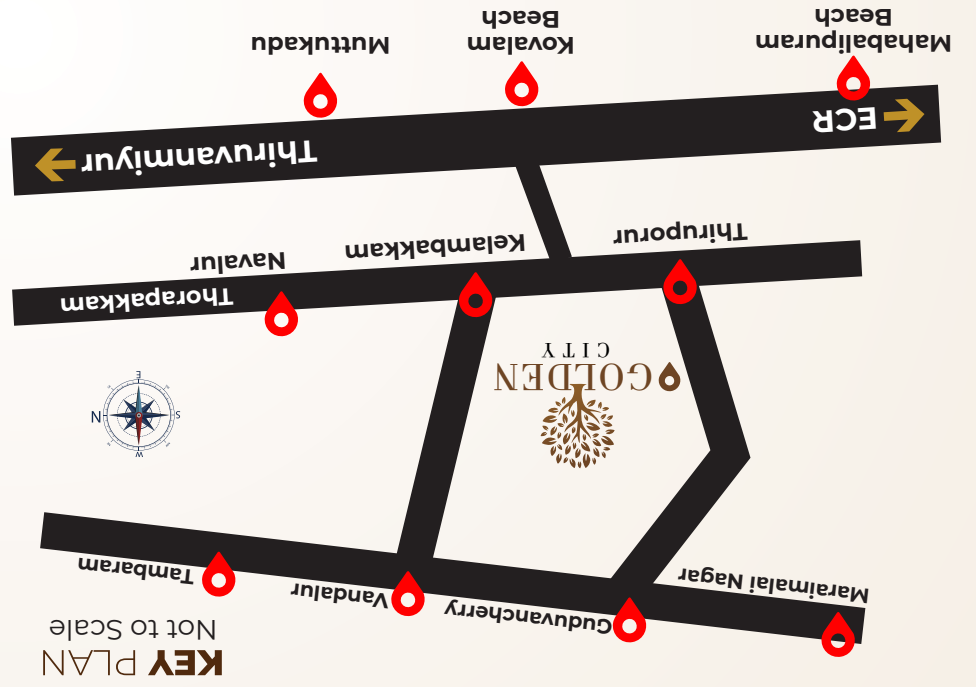 KEY PLAN
Not to Scale
Maraimalai Nagar
Guduvancherry
Vandalur
Tambaram
GOLDEN
CITY
W
S
N
E
Thiruporur
Kelambakkam
Navalur
Thorapakkam
ECR
Thiruvanmiyur
Mahabalipuram
Beach
Kovalam
Beach
Muttukadu